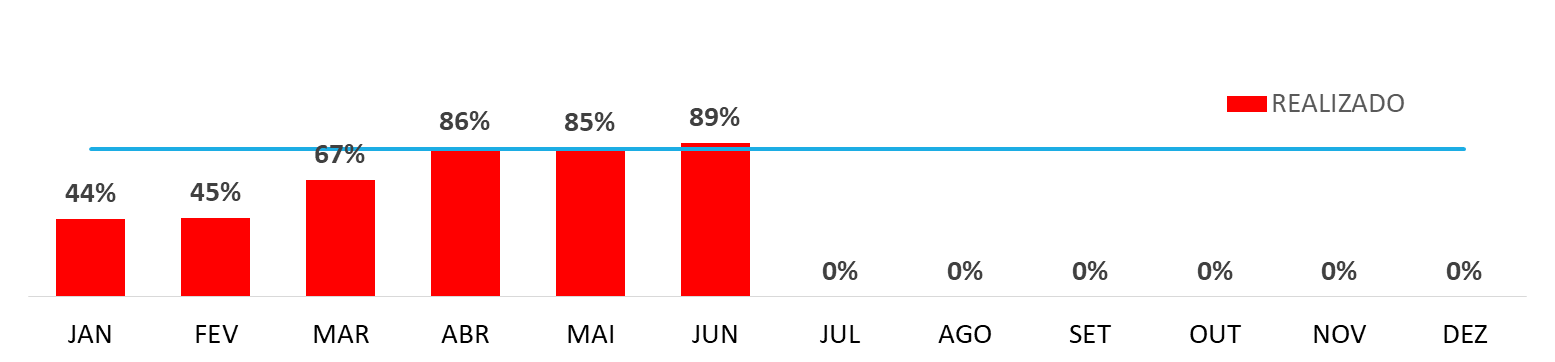 REALIZADO
44% 45% 67% 86% 85% 89% 0% 0% 0% 0% 0% 0%
JAN FEV MAR ABR MAI JUN JUL AGO SET OUT NOV DEZ